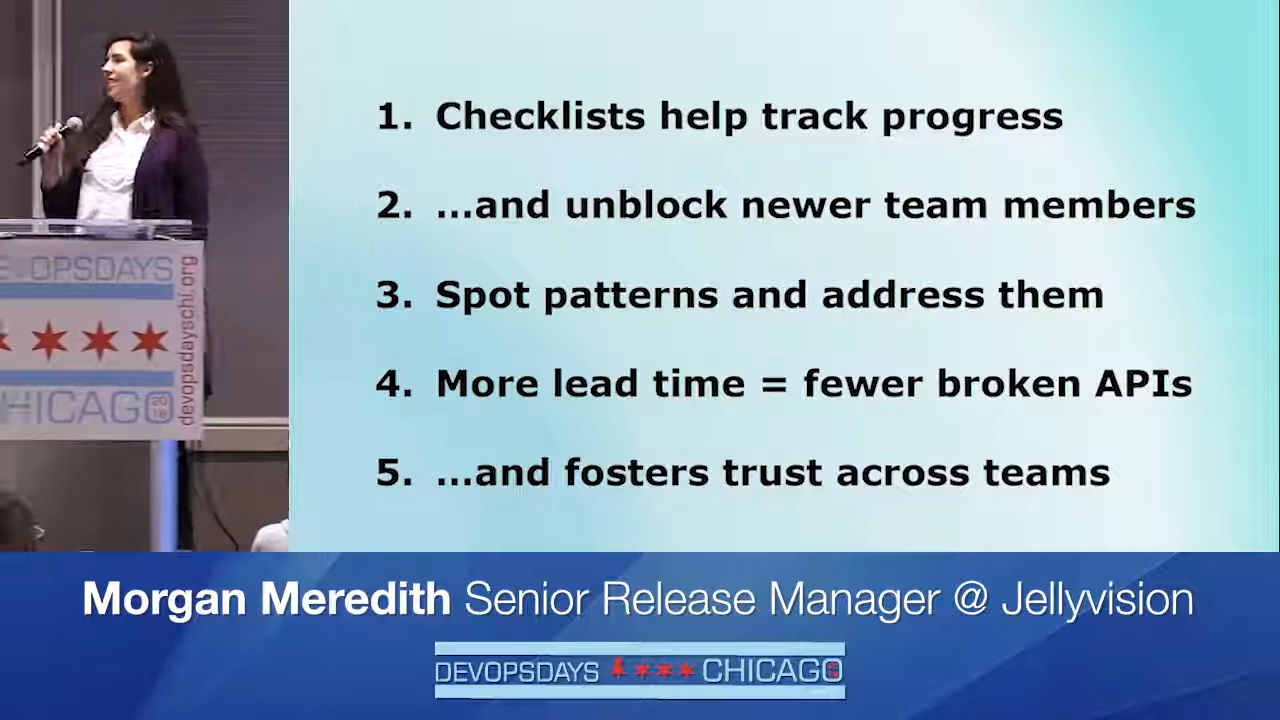 DEVOPSDAYS
devopsdayschi.org
CHICAGO
1. Checklists help track progress
2. ...and unblock newer team members
3. Spot patterns and address them
4. More lead time = fewer broken APIs
5. ...and fosters trust across teams
Morgan Meredith Senior Release Manager @ Jellyvision
DEVOPSDAYS CHICAGO